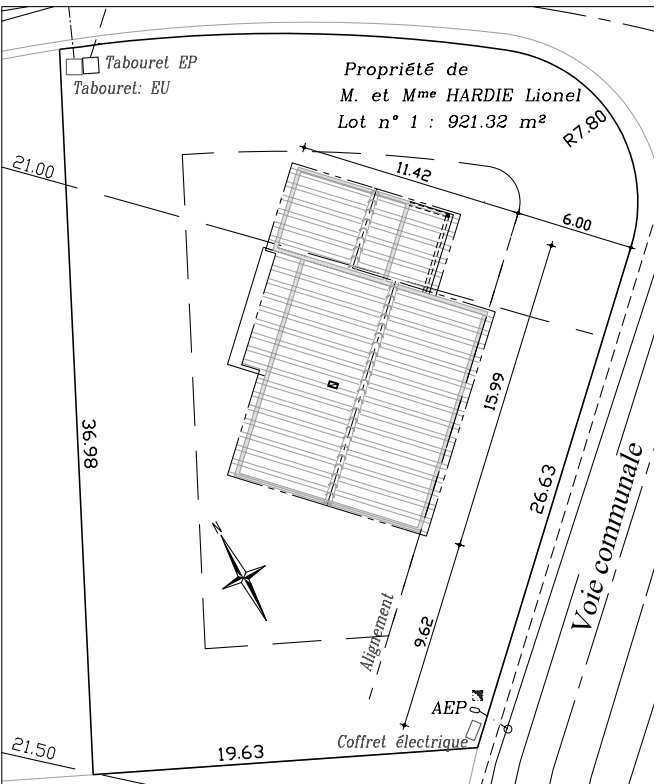 Tabouret EP
Tabouret: EU
Propriété de
M. et Mme HARDIE Lionel
Lot n° 1 : 921.32 m²
R7.80
21.00
11.42
6.00
15.99
36.98
26.63
Voie communale
N
Alignement
9.62
AEP
Coffret électrique
21.50
19.63